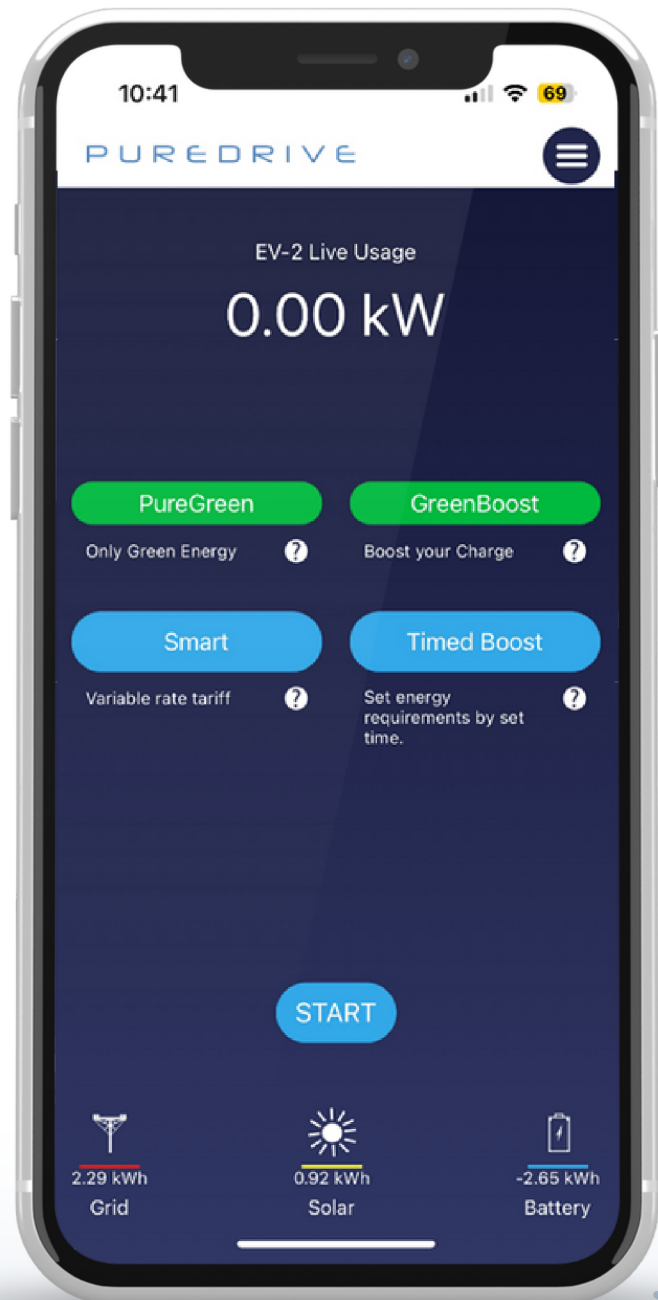 10:41
69
PUREDRIVE
EV-2 Live Usage
0.00 kW
PureGreen
GreenBoost
Only Green Energy ?
Boost your Charge ?
Smart
Timed Boost
Variable rate tariff ?
Set energy ?
requirements by set
time.
START
2.29 kWh
0.92 kWh
-2.65 kWh
Grid
Solar
Battery